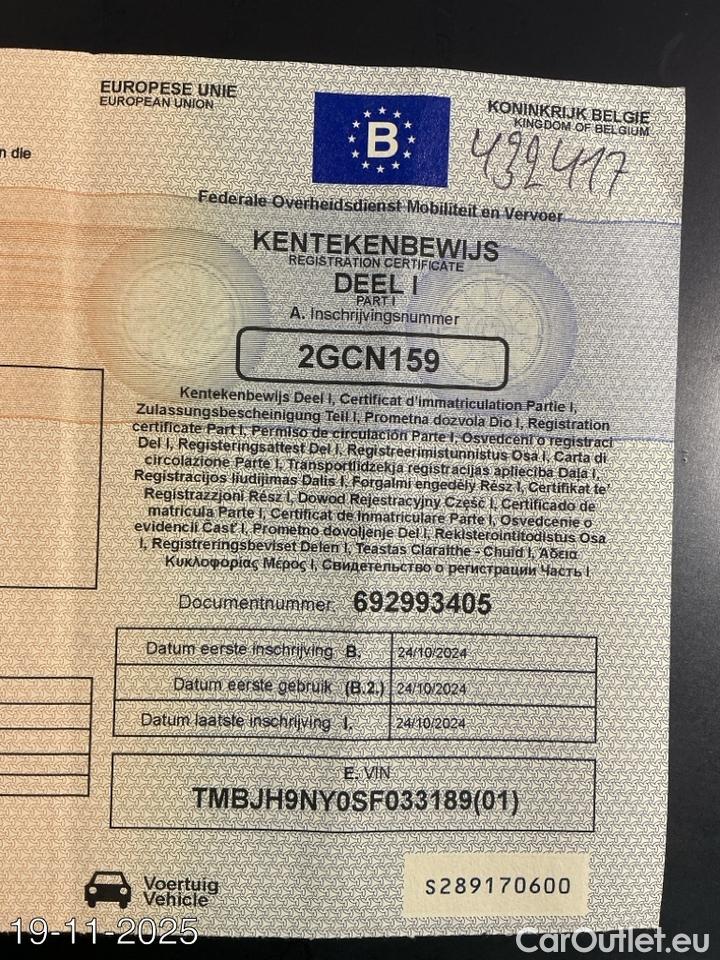 EUROPESE UNIE
EUROPEAN UNION
B
KONINKRIJK BELGIE
KINGDOM OF BELGIUM
432417
n die
Federale Overheidsdienst Mobiliteit en Vervoer
KENTEKENBEWIJS
REGISTRATION CERTIFICATE
DEEL I
PART I
A. Inschrijvingsnummer
2GCN159
Kentekenbewijs Deel I, Certificat d'immatriculation Partie I,
Zulassungsbescheinigung Teil I, Prometna dozvola Dio I, Registration
certificate Part I, Permiso de circulación Parte I, Osvedceni o registraci
Del I, Registeringsattest Del I, Registreerimistunnistus Osa I, Carta di
circolazione Parte I, Transportlidzekja registracijas aplieciba Dala I,
Registracijos liudijimas Dalis I, Forgalmi engedély Rész I, Certifikat te'
Registrazzjoni Rész I, Dowod Rejestracyjny Część I, Certificado de
matricula Parte I, Certificat de Inmatriculare Parte I, Osvedcenie o
evidencii Cast' I, Prometno dovoljenje Del I, Rekisterointitodistus Osa
I, Registreringsbeviset Delen I, Teastas Claraithe - Chuid I, Άδεια
Κυκλοφορίας Μέρος I, Свидетельство о регистрации Часть I
Documentnummer: 692993405
Datum eerste inschrijving B. 24/10/2024
Datum eerste gebruik (B.2.) 24/10/2024
Datum laatste inschrijving I. 24/10/2024
E. VIN
TMBJH9NY0SF033189(01)
Voertuig
Vehicle
S289170600
19-11-2025
CarOutlet.eu